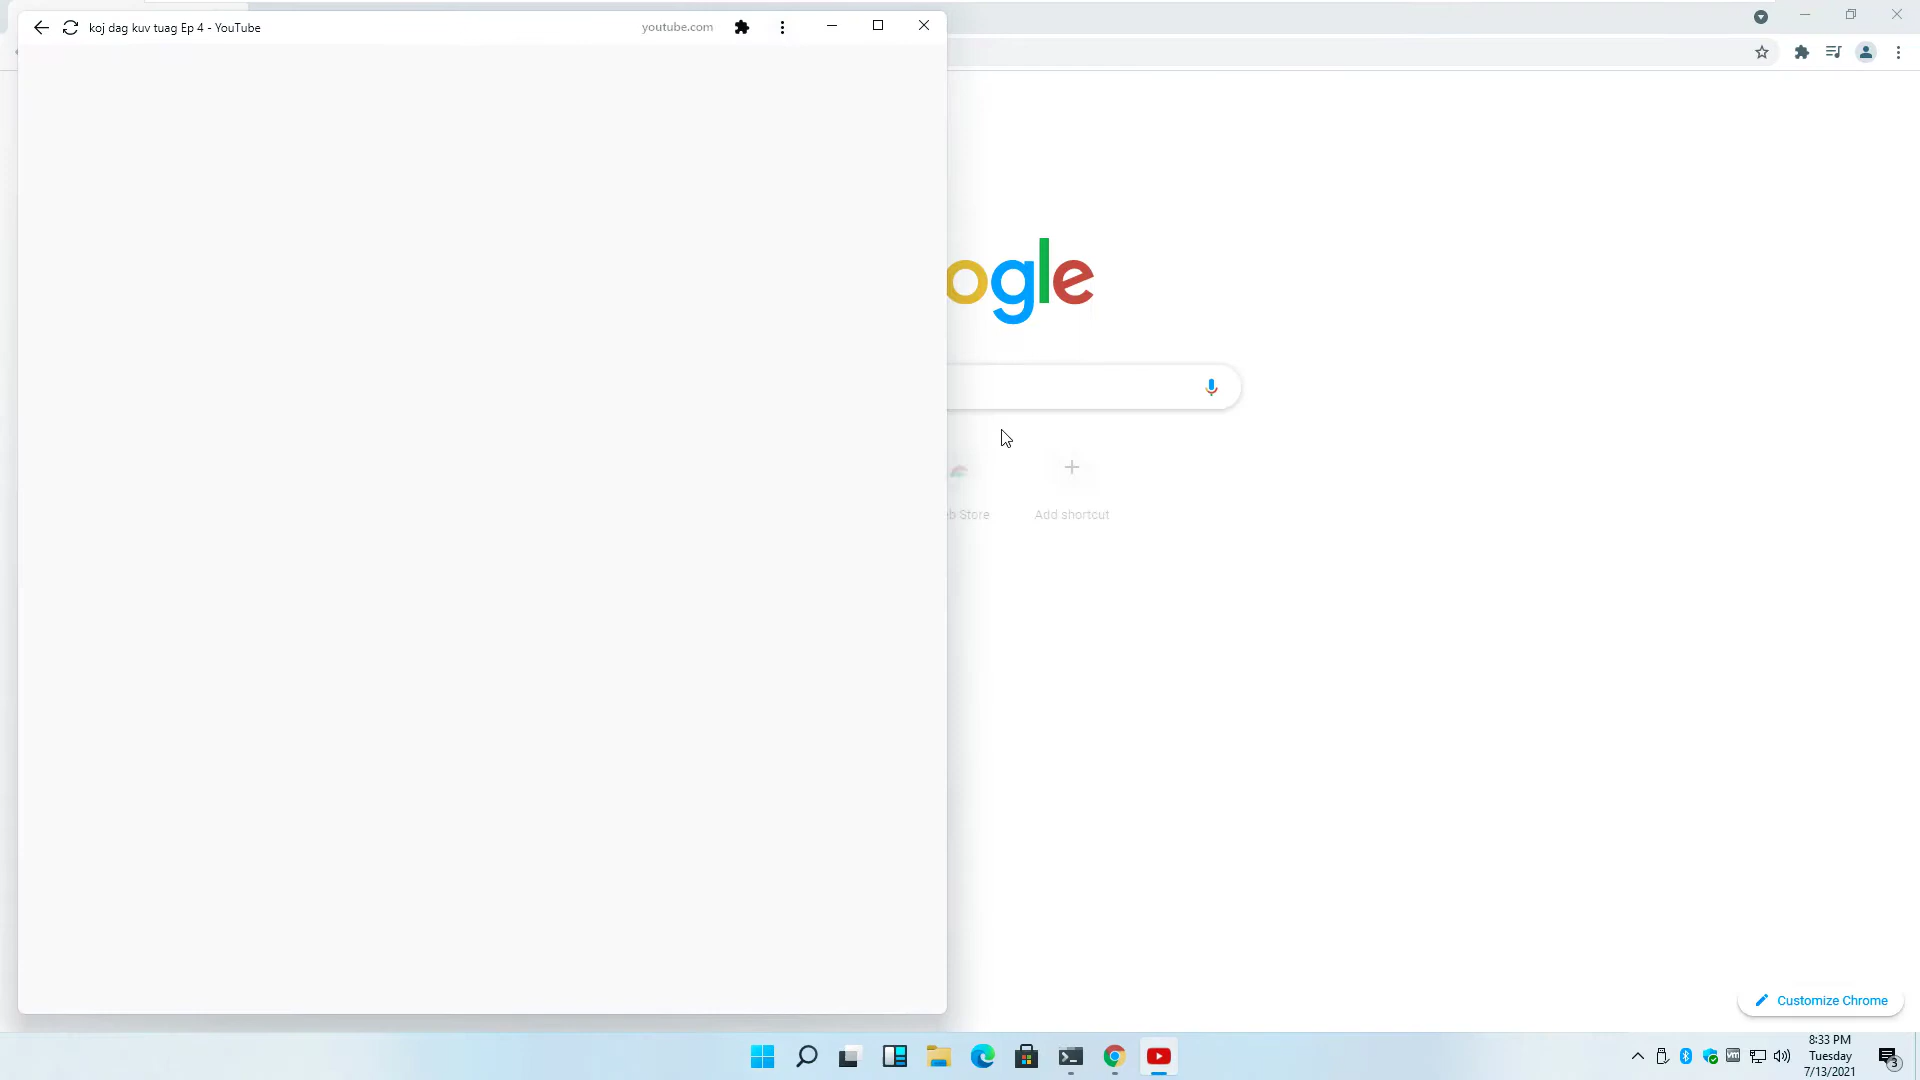 koj dag kuv tuag Ep 4 - YouTube
youtube.com
ogle
b Store
Add shortcut
Customize Chrome
8:33 PM
Tuesday
7/13/2021
3